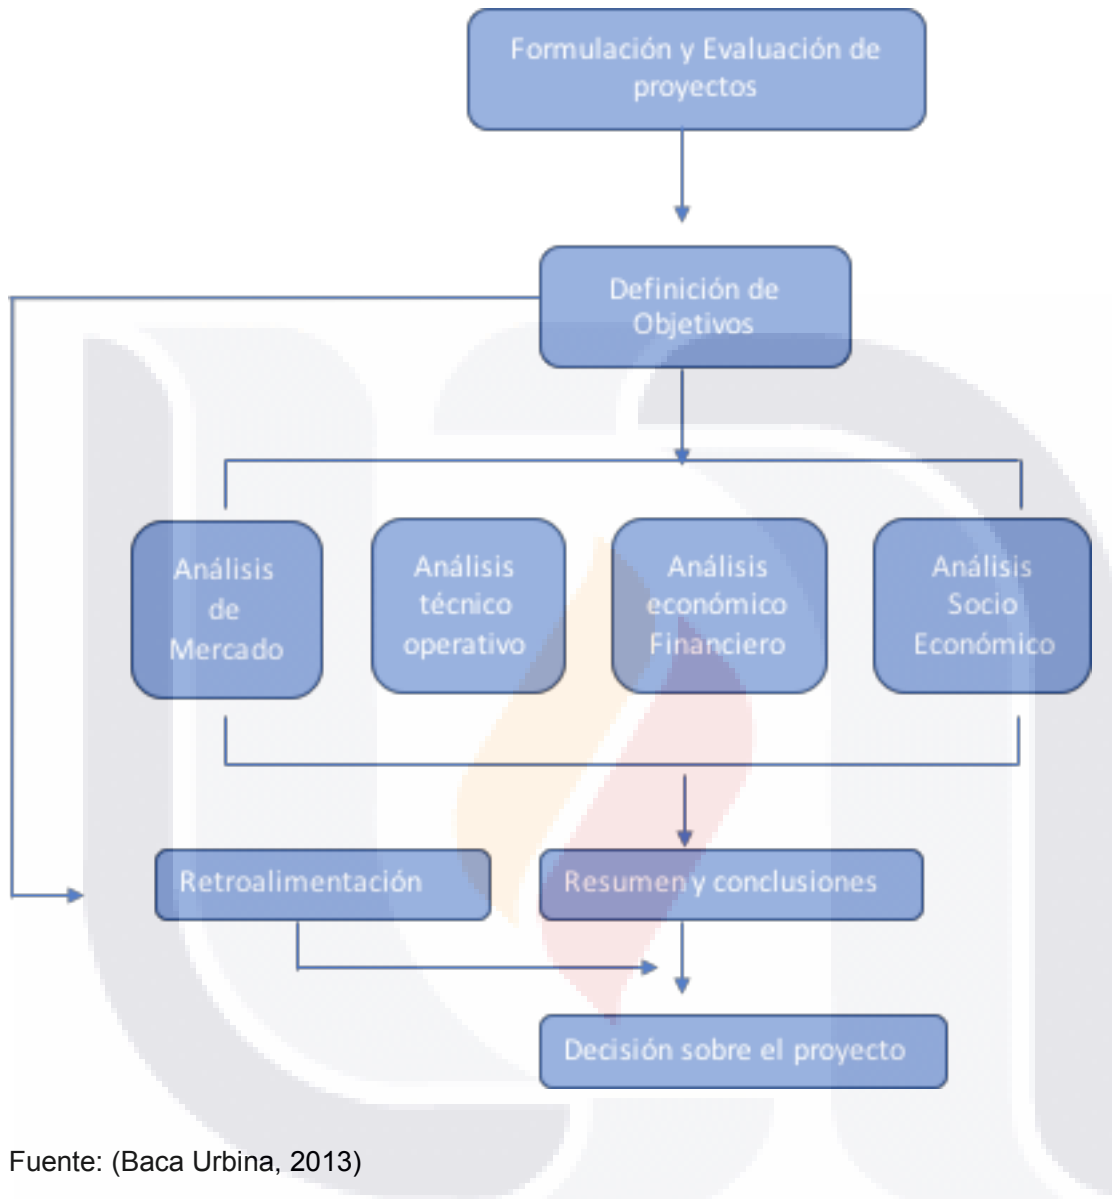 Formulación y Evaluación de
proyectos
Definición de
Objetivos
Análisis
de
Mercado
Análisis
técnico
operativo
Análisis
económico
Financiero
Análisis
Socio
Económico
Retroalimentación
Resumen y conclusiones
Decisión sobre el proyecto
Fuente: (Baca Urbina, 2013)